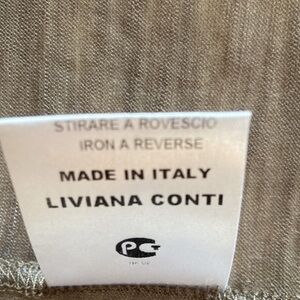 STIRARE A ROVESCIO
IRON A REVERSE
MADE IN ITALY
LIVIANA CONTI